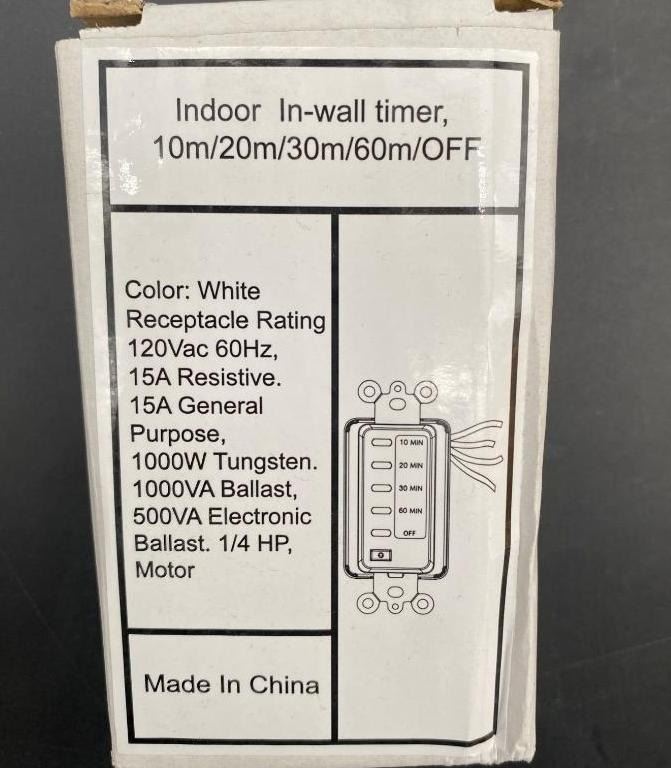 Indoor In-wall timer,
10m/20m/30m/60m/OFF
Color: White
Receptacle Rating
120Vac 60Hz,
15A Resistive.
15A General
Purpose,
1000W Tungsten.
1000VA Ballast,
500VA Electronic
Ballast. 1/4 HP,
Motor
10 MIN
20 MIN
30 MIN
60 MIN
OFF
Made In China